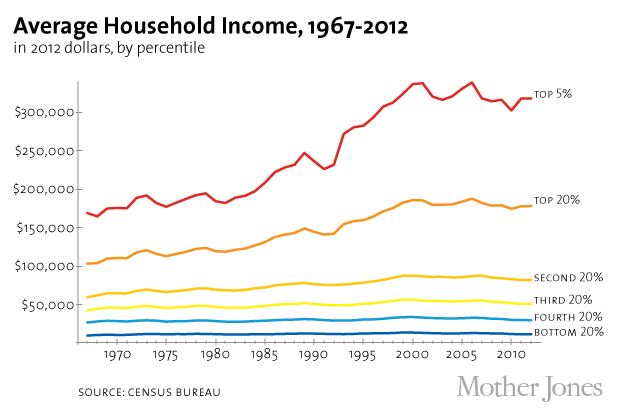 Average Household Income, 1967-2012
in 2012 dollars, by percentile
$300,000
$250,000
$200,000
$150,000
$100,000
$50,000
TOP 5%
TOP 20%
SECOND 20%
THIRD 20%
FOURTH 20%
BOTTOM 20%
1970 1975 1980 1985 1990 1995 2000 2005 2010
SOURCE: CENSUS BUREAU
Mother Jones